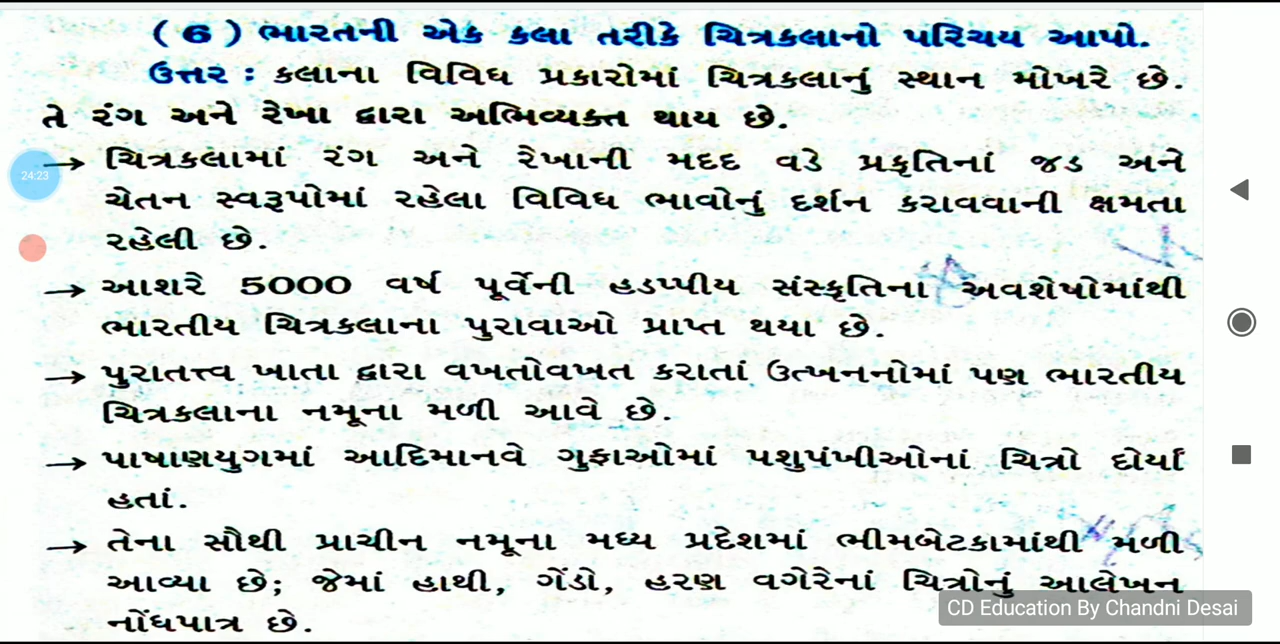 ( 6 ) ભારતની એક કલા તરીકે ચિત્રકલાનો પરિચય આપો.
ઉત્તર : કલાના વિવિધ પ્રકારોમાં ચિત્રકલાનું સ્થાન મોખરે છે.
તે રંગ અને રેખા દ્વારા અભિવ્યક્ત થાય છે.
24:23
→ ચિત્રકલામાં રંગ અને રેખાની મદદ વડે પ્રકૃતિનાં જડ અને
ચેતન સ્વરૂપોમાં રહેલા વિવિધ ભાવોનું દર્શન કરાવવાની ક્ષમતા
રહેલી છે.
→ આશરે 5000 વર્ષ પૂર્વેની હડપ્પીય સંસ્કૃતિના અવશેષોમાંથી
ભારતીય ચિત્રકલાના પુરાવાઓ પ્રાપ્ત થયા છે.
→ પુરાતત્ત્વ ખાતા દ્વારા વખતોવખત કરાતાં ઉત્ખનનોમાં પણ ભારતીય
ચિત્રકલાના નમૂના મળી આવે છે.
→ પાષાણયુગમાં આદિમાનવે ગુફાઓમાં પશુપંખીઓનાં ચિત્રો દોર્યાં
હતાં.
→ તેના સૌથી પ્રાચીન નમૂના મધ્ય પ્રદેશમાં ભીમબેટકામાંથી મળી
આવ્યા છે; જેમાં હાથી, ગેંડો, હરણ વગેરેનાં ચિત્રોનું આલેખન
નોંધપાત્ર છે.
CD Education By Chandni Desai